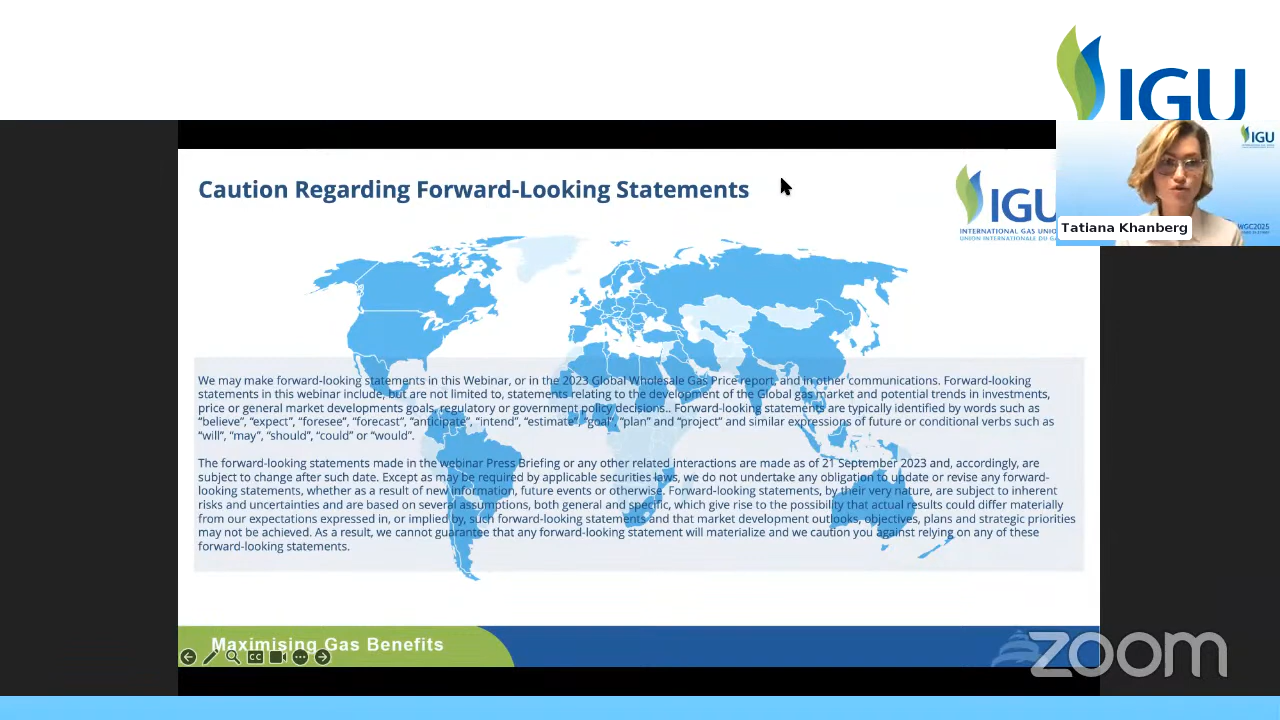 IGU
IGU
Tatiana Khanberg
WGC2025
Caution Regarding Forward-Looking Statements
IGU
INTERNATIONAL GAS UNIO
UNION INTERNATIONALE DU GA
We may make forward-looking statements in this Webinar, or in the 2023 Global Wholesale Gas Price report, and in other communications. Forward-looking
statements in this webinar include, but are not limited to, statements relating to the development of the Global gas market and potential trends in investments,
price or general market developments goals, regulatory or government policy decisions.. Forward-looking statements are typically identified by words such as
“believe”, “expect”, “foresee”, “forecast”, “anticipate”, “intend”, “estimate”, “goal”, “plan” and “project” and similar expressions of future or conditional verbs such as
“will”, “may”, “should”, “could” or “would”.
The forward-looking statements made in the webinar Press Briefing or any other related interactions are made as of 21 September 2023 and, accordingly, are
subject to change after such date. Except as may be required by applicable securities laws, we do not undertake any obligation to update or revise any forward-
looking statements, whether as a result of new information, future events or otherwise. Forward-looking statements, by their very nature, are subject to inherent
risks and uncertainties and are based on several assumptions, both general and specific, which give rise to the possibility that actual results could differ materially
from our expectations expressed in, or implied by, such forward-looking statements and that market development outlooks, objectives, plans and strategic priorities
may not be achieved. As a result, we cannot guarantee that any forward-looking statement will materialize and we caution you against relying on any of these
forward-looking statements.
Maximising Gas Benefits
CC
zoom